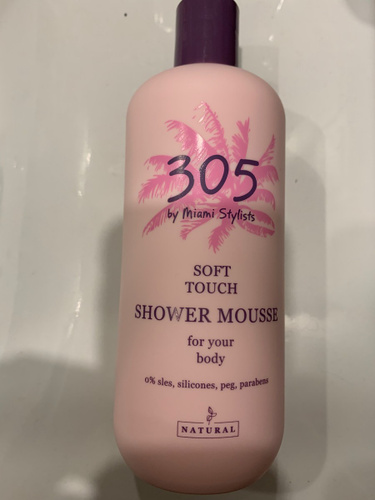 305
by Miami Stylists
SOFT
TOUCH
SHOWER MOUSSE
for your
body
0% sles, silicones, peg, parabens
NATURAL